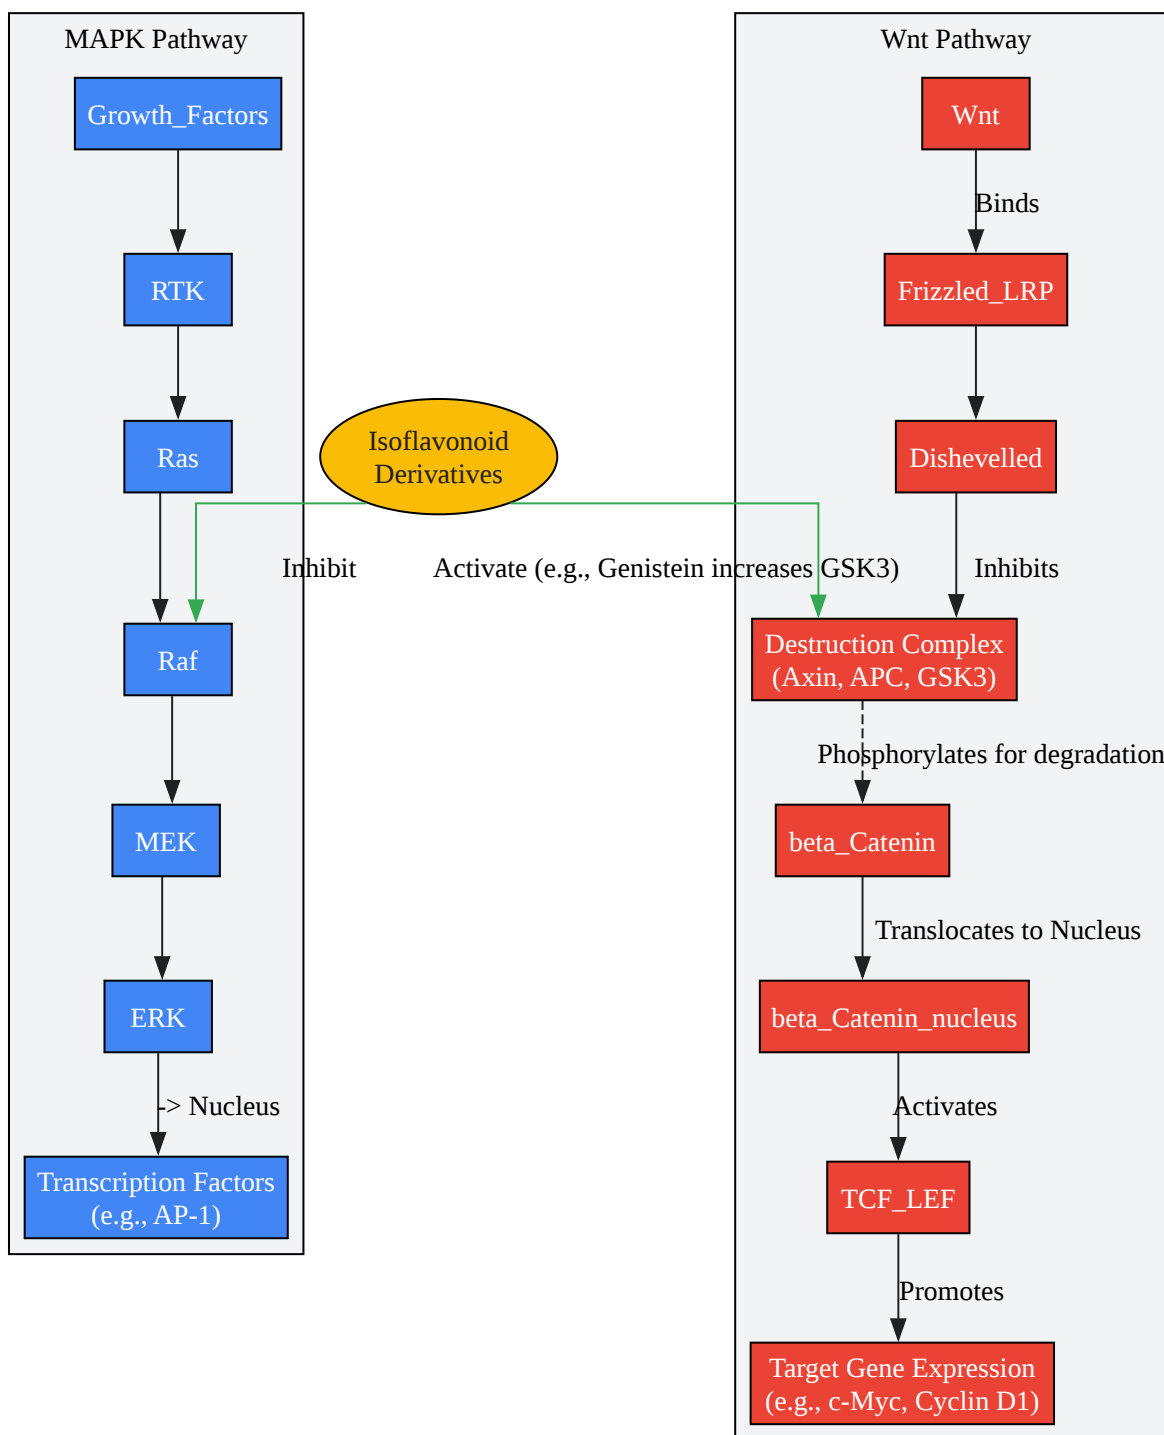 MAPK Pathway
Growth_Factors
RTK
Ras
Raf
MEK
ERK
-> Nucleus
Transcription Factors
(e.g., AP-1)
Isoflavonoid
Derivatives
Inhibit
Activate (e.g., Genistein increases GSK3)
Wnt Pathway
Wnt
Binds
Frizzled_LRP
Dishevelled
Inhibits
Destruction Complex
(Axin, APC, GSK3)
Phosphorylates for degradation
beta_Catenin
Translocates to Nucleus
beta_Catenin_nucleus
Activates
TCF_LEF
Promotes
Target Gene Expression
(e.g., c-Myc, Cyclin D1)